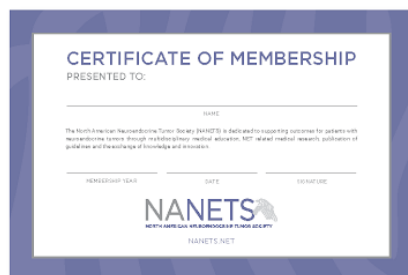 CERTIFICATE OF MEMBERSHIP
PRESENTED TO:
NAME
The North American Neuroendocrine Tumor Society (NANETS) is dedicated to supporting outcomes for patients with
neuroendocrine tumors through multidisciplinary medical education, NET related medical research, publication of
guidelines and the exchange of knowledge and innovation.
MEMBERSHIP YEAR DATE SIGNATURE
NANETS
NORTH AMERICAN NEUROENDOCRINE TUMOR SOCIETY
NANETS.NET